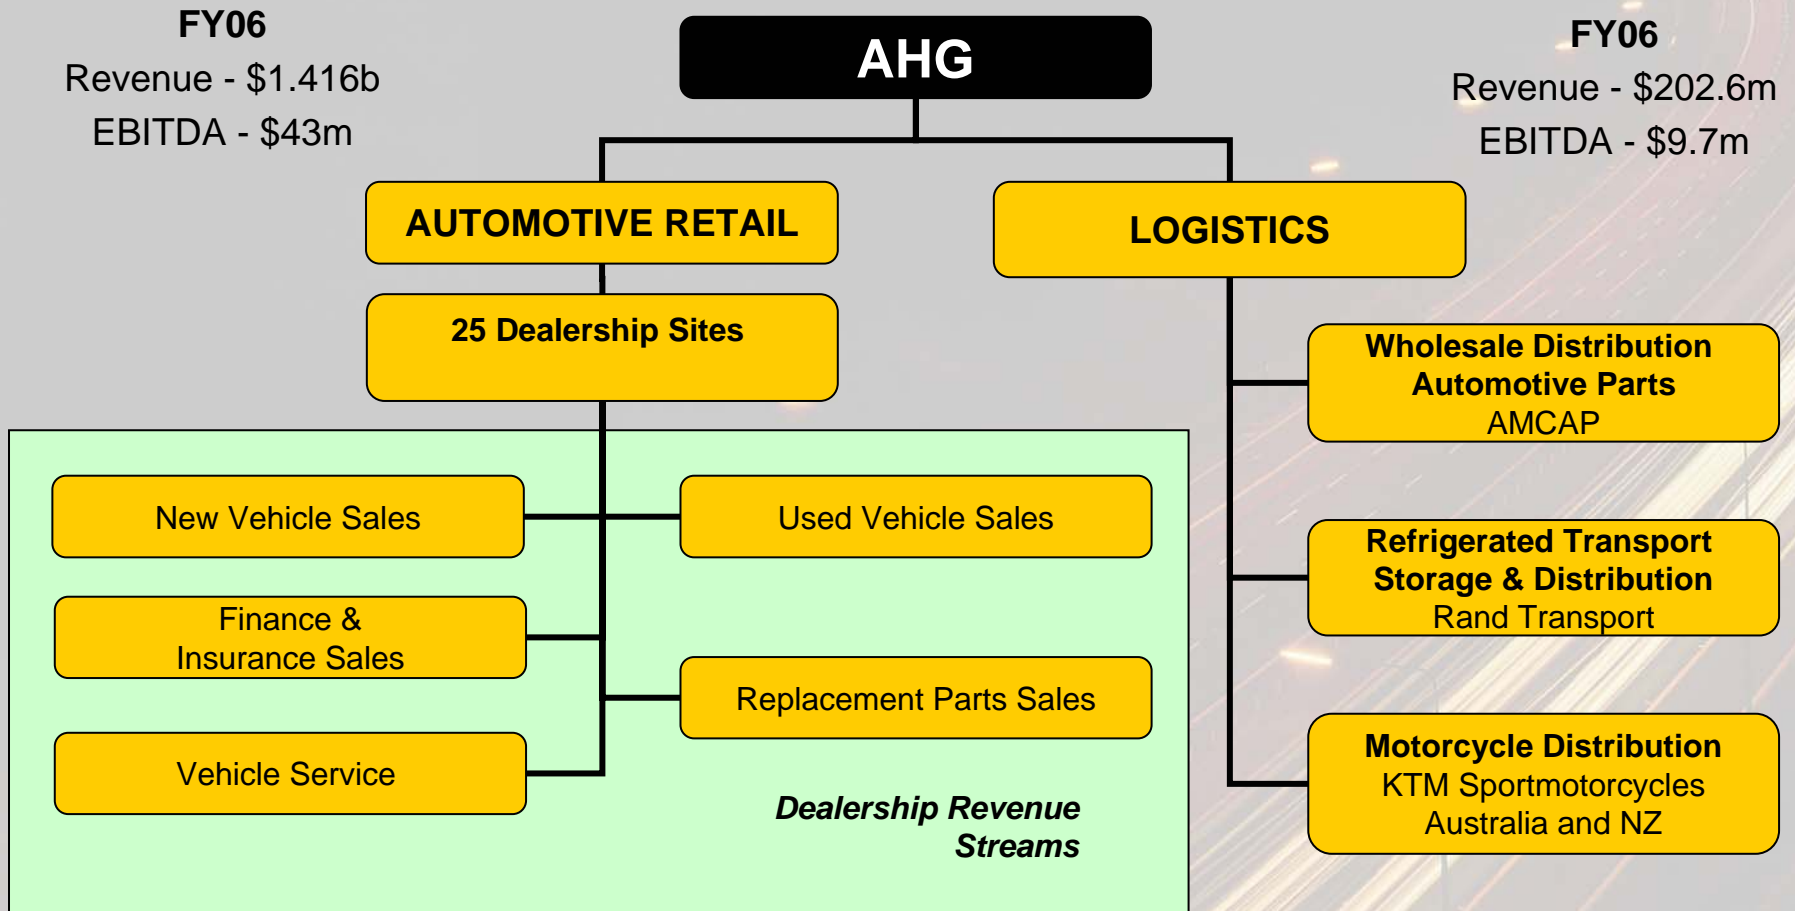 FY06
Revenue - $1.416b
EBITDA - $43m
AHG
FY06
Revenue - $202.6m
EBITDA - $9.7m
AUTOMOTIVE RETAIL
LOGISTICS
25 Dealership Sites
Wholesale Distribution
Automotive Parts
AMCAP
New Vehicle Sales
Used Vehicle Sales
Refrigerated Transport
Storage & Distribution
Rand Transport
Finance &
Insurance Sales
Replacement Parts Sales
Vehicle Service
Motorcycle Distribution
KTM Sportmotorcycles
Australia and NZ
Dealership Revenue
Streams